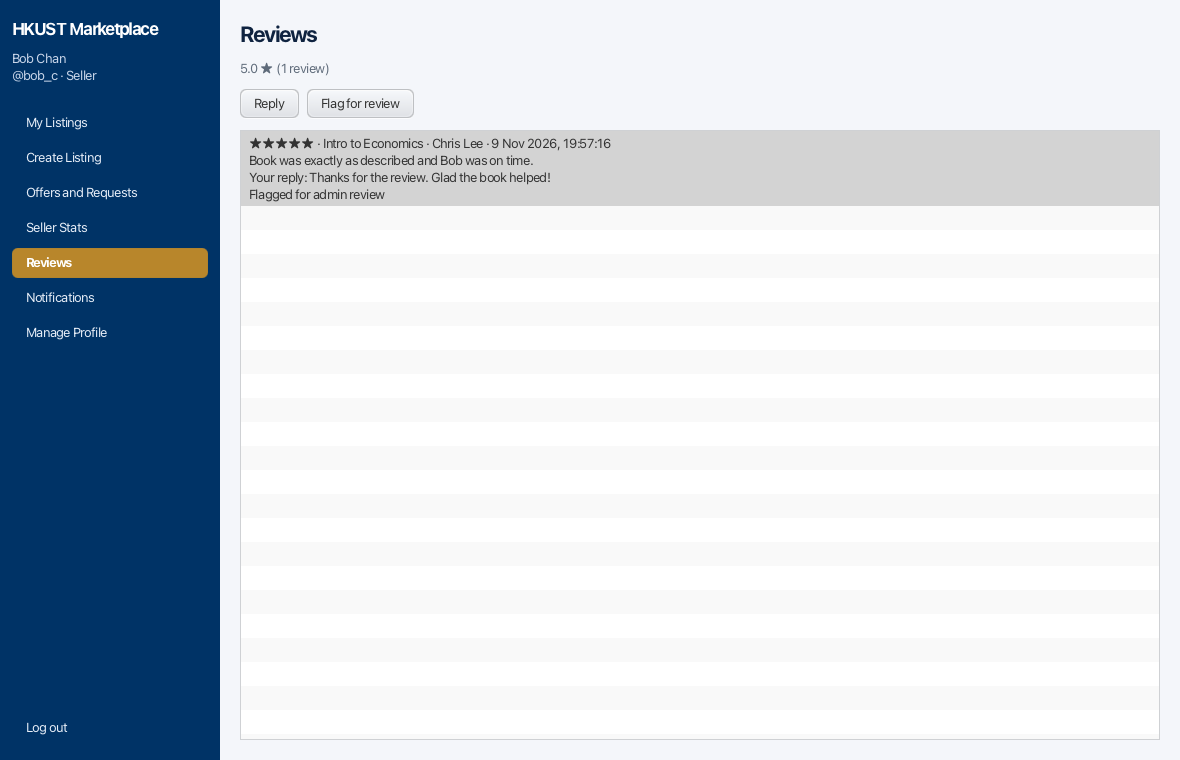 HKUST Marketplace
Bob Chan
@bob_c · Seller
My Listings
Create Listing
Offers and Requests
Seller Stats
Reviews
Notifications
Manage Profile
Log out
Reviews
5.0 ★ (1 review)
Reply
Flag for review
★★★★★ · Intro to Economics · Chris Lee · 9 Nov 2026, 19:57:16
Book was exactly as described and Bob was on time.
Your reply: Thanks for the review. Glad the book helped!
Flagged for admin review